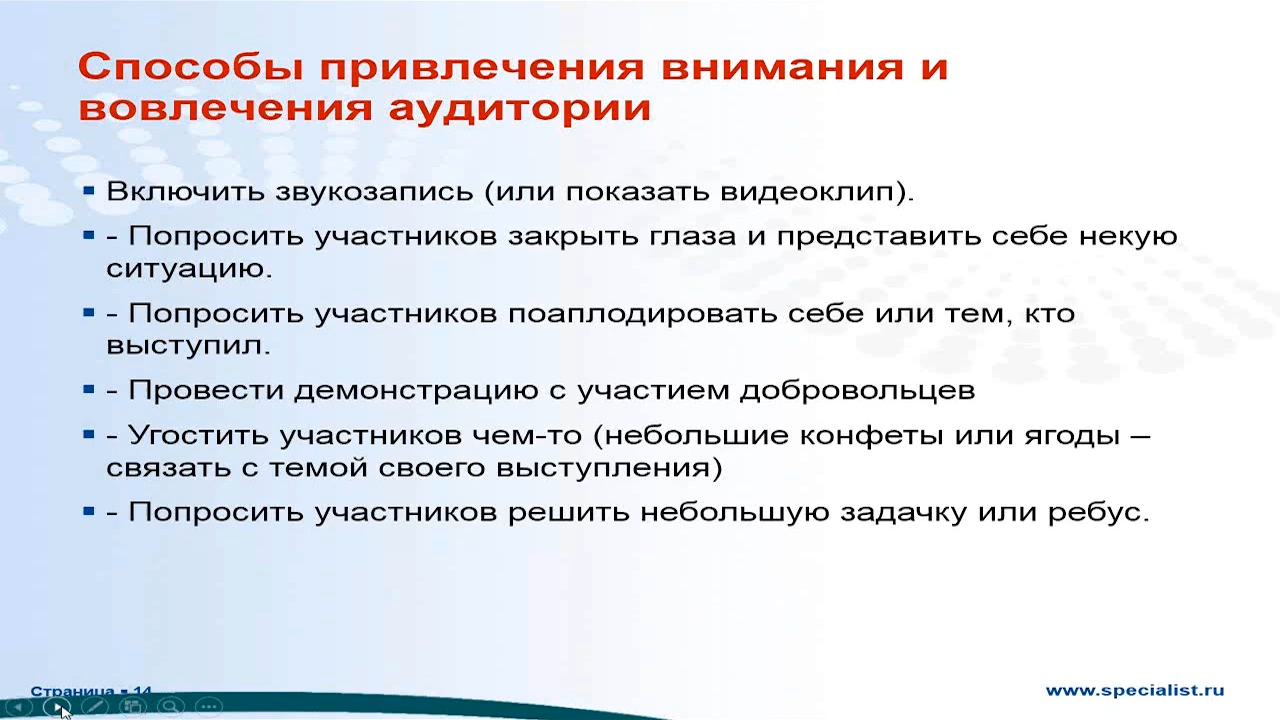 Способы привлечения внимания и
вовлечения аудитории
Включить звукозапись (или показать видеоклип).
- Попросить участников закрыть глаза и представить себе некую
ситуацию.
- Попросить участников поаплодировать себе или тем, кто
выступил.
- Провести демонстрацию с участием добровольцев
- Угостить участников чем-то (небольшие конфеты или ягоды –
связать с темой своего выступления)
- Попросить участников решить небольшую задачку или ребус.
Страница ▪ 14
www.specialist.ru